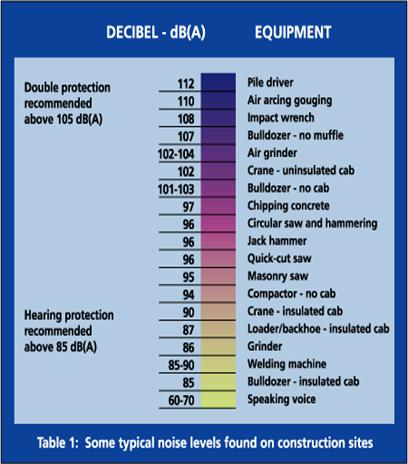 DECIBEL - dB(A) EQUIPMENT
Double protection
recommended
above 105 dB(A)
112 Pile driver
110 Air arcing gouging
108 Impact wrench
107 Bulldozer - no muffle
102-104 Air grinder
102 Crane - uninsulated cab
101-103 Bulldozer - no cab
97 Chipping concrete
96 Circular saw and hammering
96 Jack hammer
96 Quick-cut saw
95 Masonry saw
94 Compactor - no cab
Hearing protection
recommended
above 85 dB(A)
90 Crane - insulated cab
87 Loader/backhoe - insulated cab
86 Grinder
85-90 Welding machine
85 Bulldozer - insulated cab
60-70 Speaking voice
Table 1: Some typical noise levels found on construction sites